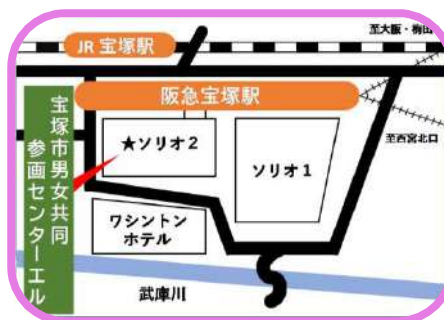 至大阪・梅田
JR 宝塚駅
阪急宝塚駅
宝塚市男女共同
参画センターエル
★ソリオ2
ソリオ1
至西宮北口
ワシントン
ホテル
武庫川